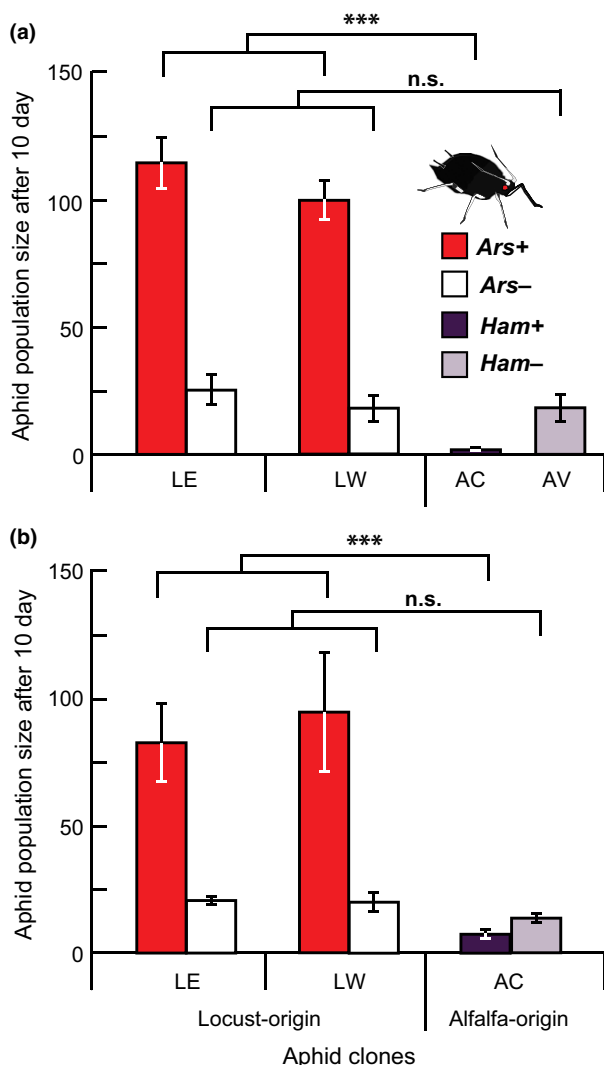 (a)
***
n.s.
150
100
50
0
Aphid population size after 10 day
Ars+
Ars–
Ham+
Ham–
LE LW AC AV
(b)
***
n.s.
150
100
50
0
Aphid population size after 10 day
LE LW AC
Locust-origin Alfalfa-origin
Aphid clones